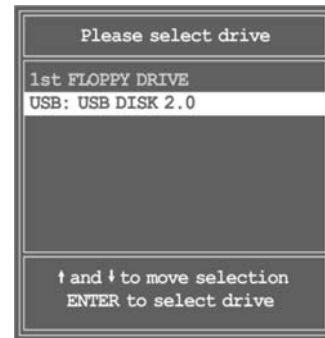 Please select drive
1st FLOPPY DRIVE
USB: USB DISK 2.0
↑ and ↓ to move selection
ENTER to select drive